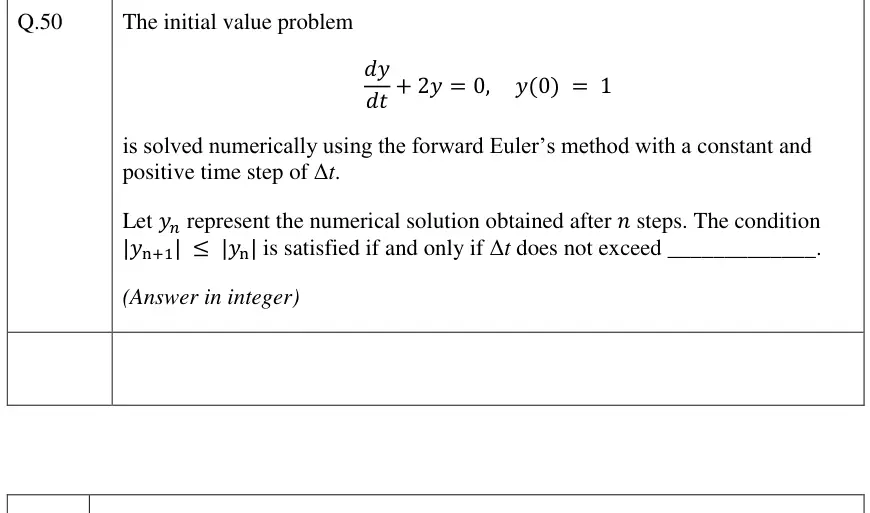 Q.50 The initial value problem
dy/dt + 2y = 0, y(0) = 1
is solved numerically using the forward Euler’s method with a constant and
positive time step of Δt.
Let yₙ represent the numerical solution obtained after n steps. The condition
|yₙ₊₁| ≤ |yₙ| is satisfied if and only if Δt does not exceed _____________.
(Answer in integer)